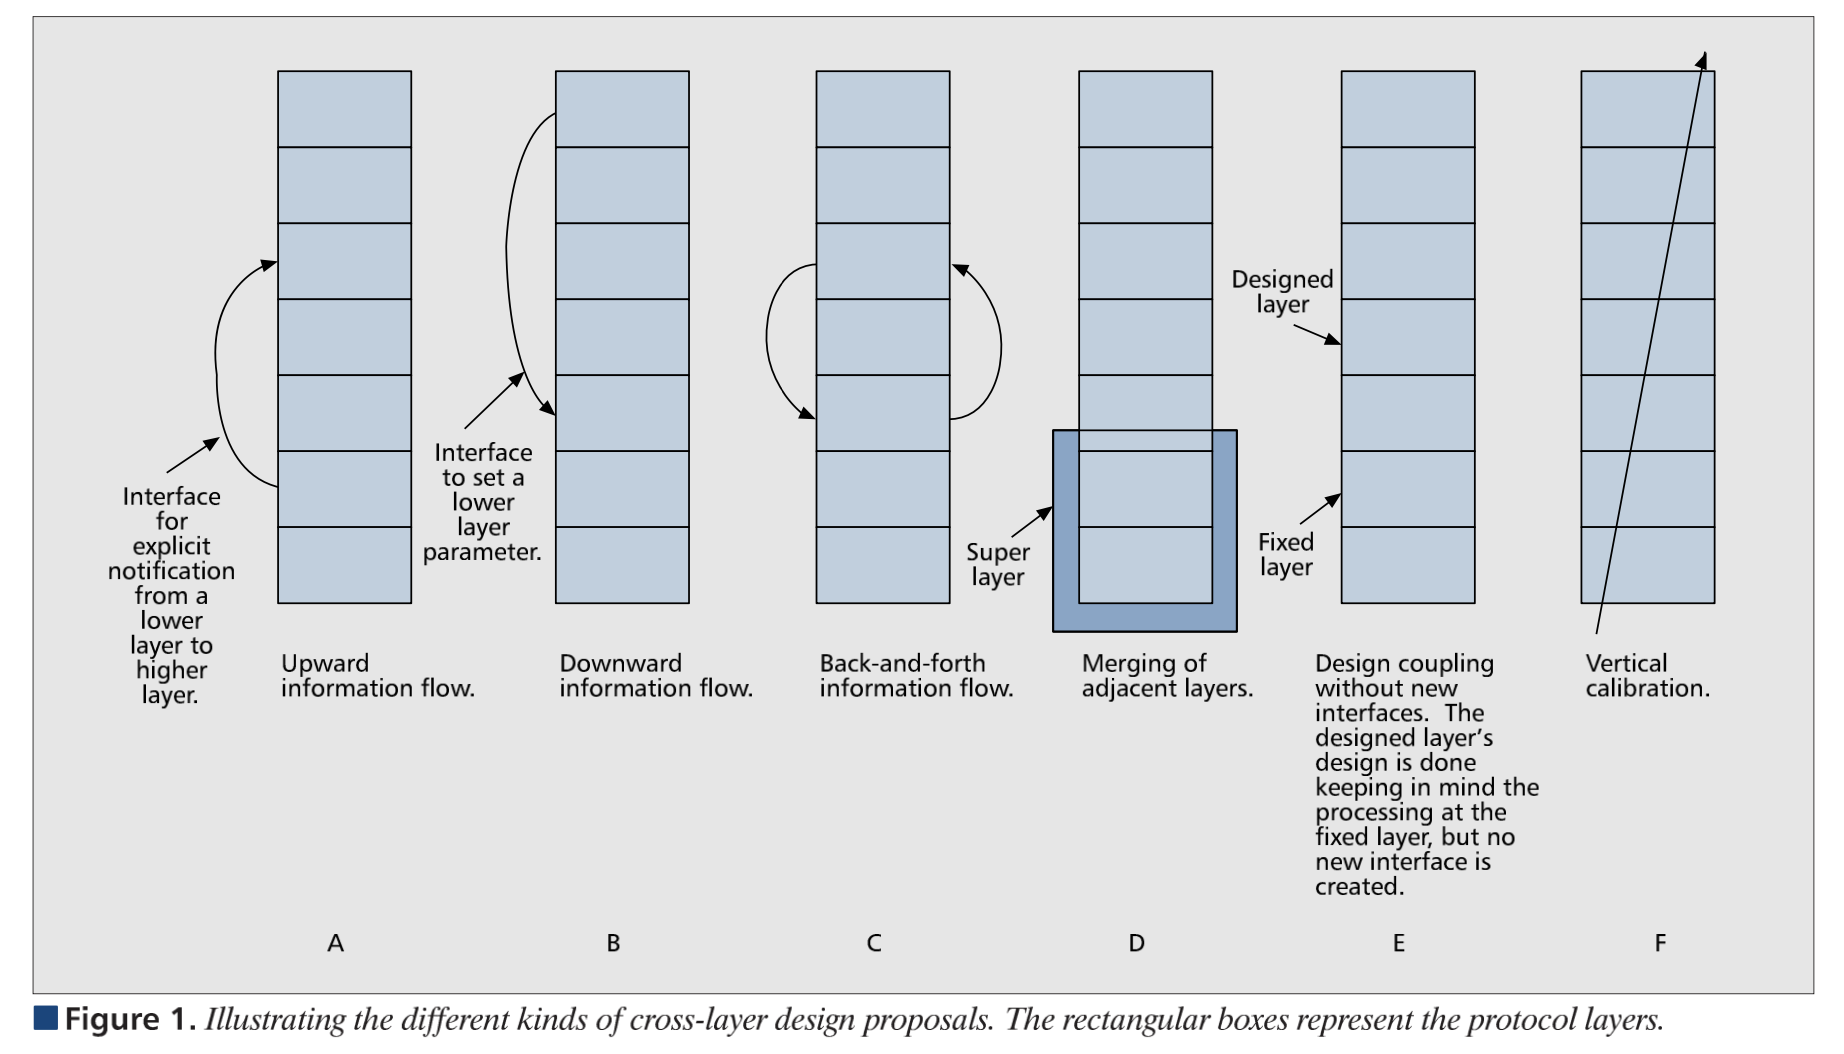 Interface
for
explicit
notification
from a
lower
layer to
higher
layer.
Upward
information flow.
Interface
to set a
lower
layer
parameter.
Downward
information flow.
Back-and-forth
information flow.
Super
layer
Merging of
adjacent layers.
Designed
layer
Fixed
layer
Design coupling
without new
interfaces. The
designed layer’s
design is done
keeping in mind the
processing at the
fixed layer, but no
new interface is
created.
Vertical
calibration.
A
B
C
D
E
F
Figure 1. Illustrating the different kinds of cross-layer design proposals. The rectangular boxes represent the protocol layers.